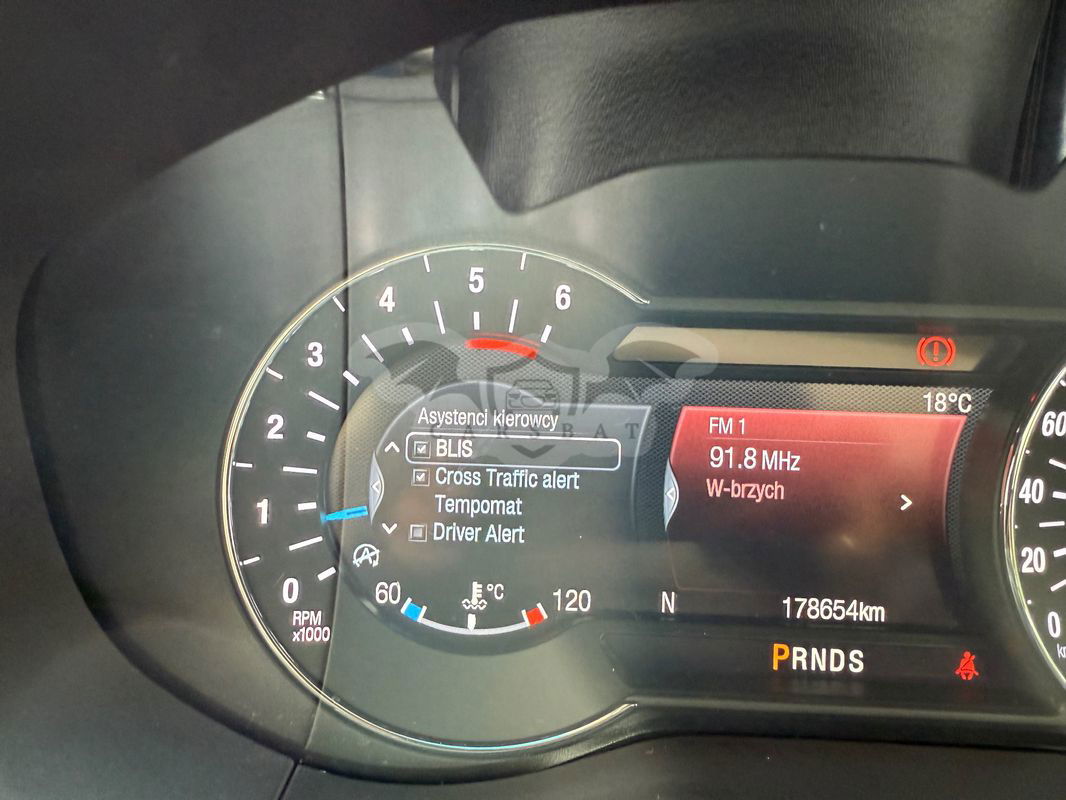 6
5
4
3
2
1
0
RPM
x1000
Asystenci kierowcy
CARSBAT
BLIS
Cross Traffic alert
Tempomat
Driver Alert
60 °C 120
18°C
FM 1
91.8 MHz
W-brzych
N 178654km
PRNDS
60
40
20
0